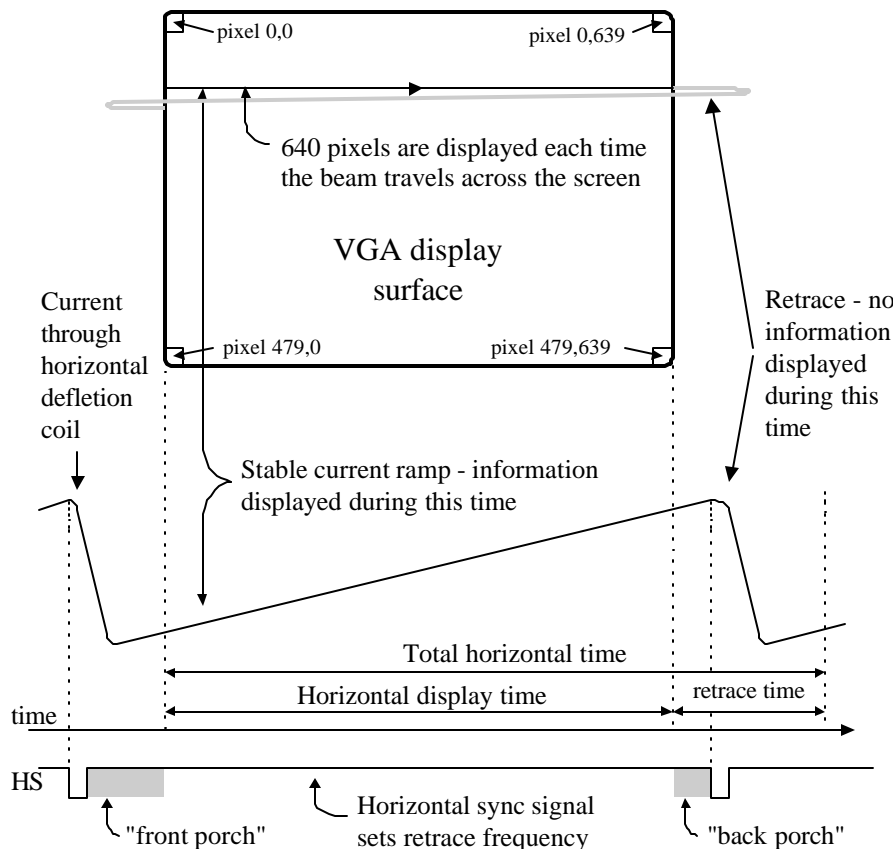 pixel 0,0
pixel 0,639
640 pixels are displayed each time
the beam travels across the screen
VGA display
surface
pixel 479,0
pixel 479,639
Current
through
horizontal
defletion
coil
Retrace - no
information
displayed
during this
time
Stable current ramp - information
displayed during this time
Total horizontal time
Horizontal display time
retrace time
time
HS
"front porch"
Horizontal sync signal
sets retrace frequency
"back porch"